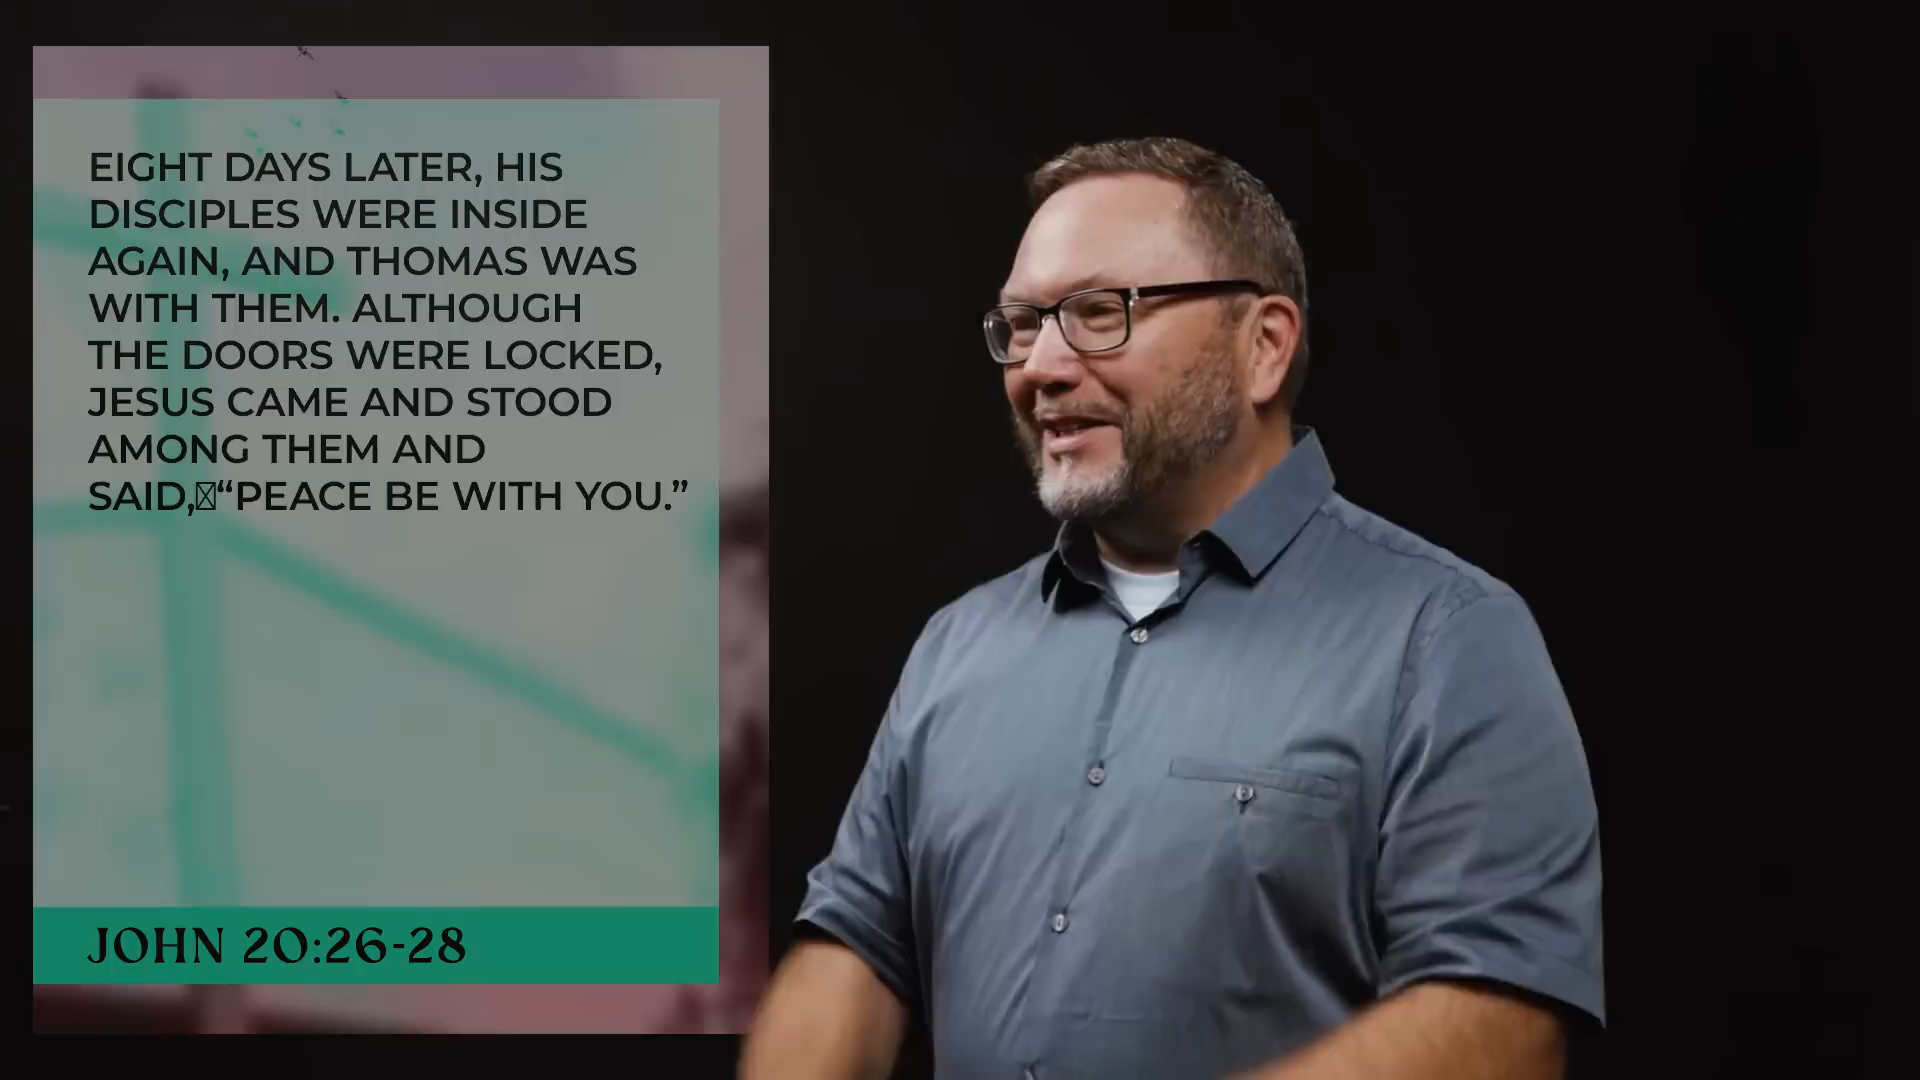 EIGHT DAYS LATER, HIS
DISCIPLES WERE INSIDE
AGAIN, AND THOMAS WAS
WITH THEM. ALTHOUGH
THE DOORS WERE LOCKED,
JESUS CAME AND STOOD
AMONG THEM AND
SAID,“PEACE BE WITH YOU.”
JOHN 20:26-28